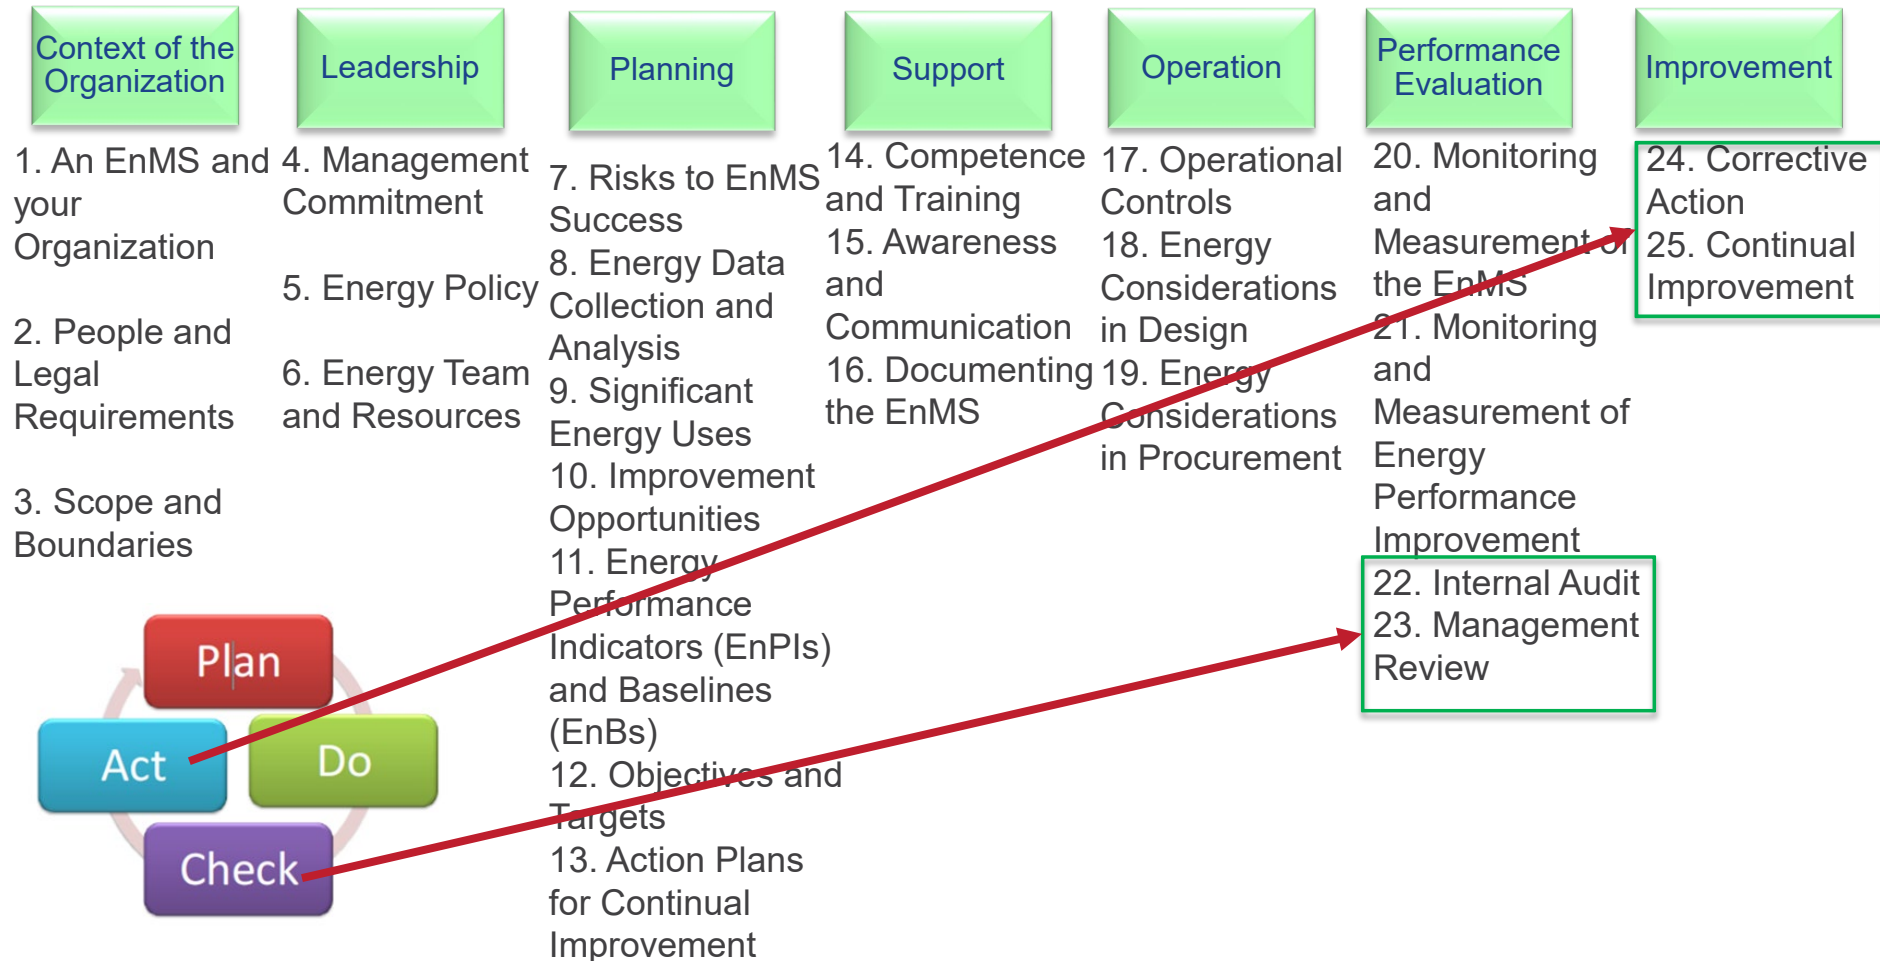 Context of the
Organization
Leadership
Planning
Support
Operation
Performance
Evaluation
Improvement
1. An EnMS and
your
Organization
2. People and
Legal
Requirements
3. Scope and
Boundaries
4. Management
Commitment
5. Energy Policy
6. Energy Team
and Resources
7. Risks to EnMS
Success
8. Energy Data
Collection and
Analysis
9. Significant
Energy Uses
10. Improvement
Opportunities
11. Energy
Performance
Indicators (EnPIs)
and Baselines
(EnBs)
12. Objectives and
Targets
13. Action Plans
for Continual
Improvement
14. Competence
and Training
15. Awareness
and
Communication
16. Documenting
the EnMS
17. Operational
Controls
18. Energy
Considerations
in Design
19. Energy
Considerations
in Procurement
20. Monitoring
and
Measurement of
the EnMS
21. Monitoring
and
Measurement of
Energy
Performance
Improvement
22. Internal Audit
23. Management
Review
24. Corrective
Action
25. Continual
Improvement
Plan
Act
Do
Check